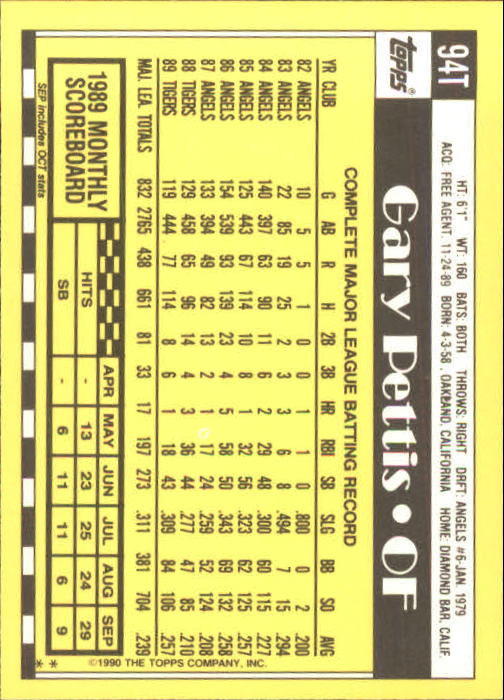 94T
HT: 6'1" WT: 160 BATS: BOTH THROWS: RIGHT DRFT: ANGELS #6-JAN. 1979
ACQ: FREE AGENT, 11-24-89 BORN: 4-3-58, OAKLAND, CALIFORNIA HOME: DIAMOND BAR, CALIF.
TOPPS®
Gary Pettis • OF
COMPLETE MAJOR LEAGUE BATTING RECORD
YR CLUB G AB R H 2B 3B HR RBI SB SLG BB SO AVG
82 ANGELS 10 5 5 1 0 0 1 1 0 .800 0 2 .200
83 ANGELS 22 85 19 25 2 3 3 6 8 .494 7 15 .294
84 ANGELS 140 397 63 90 11 6 2 29 48 .300 60 115 .227
85 ANGELS 125 443 67 114 10 8 1 32 56 .323 62 125 .257
86 ANGELS 154 539 93 139 23 4 5 58 50 .343 69 132 .258
87 ANGELS 133 394 49 82 13 2 1 17 24 .259 52 124 .208
88 TIGERS 129 458 65 96 14 4 3 36 44 .277 47 85 .210
89 TIGERS 119 444 77 114 8 6 1 18 43 .309 84 106 .257
MAJ. LEA. TOTALS 832 2765 438 661 81 33 17 197 273 .311 381 704 .239
1989 MONTHLY SCOREBOARD
APR MAY JUN JUL AUG SEP
HITS - 13 23 25 24 29
SB - 6 11 11 6 9
SEP includes OCT stats
* * ©1990 THE TOPPS COMPANY, INC.